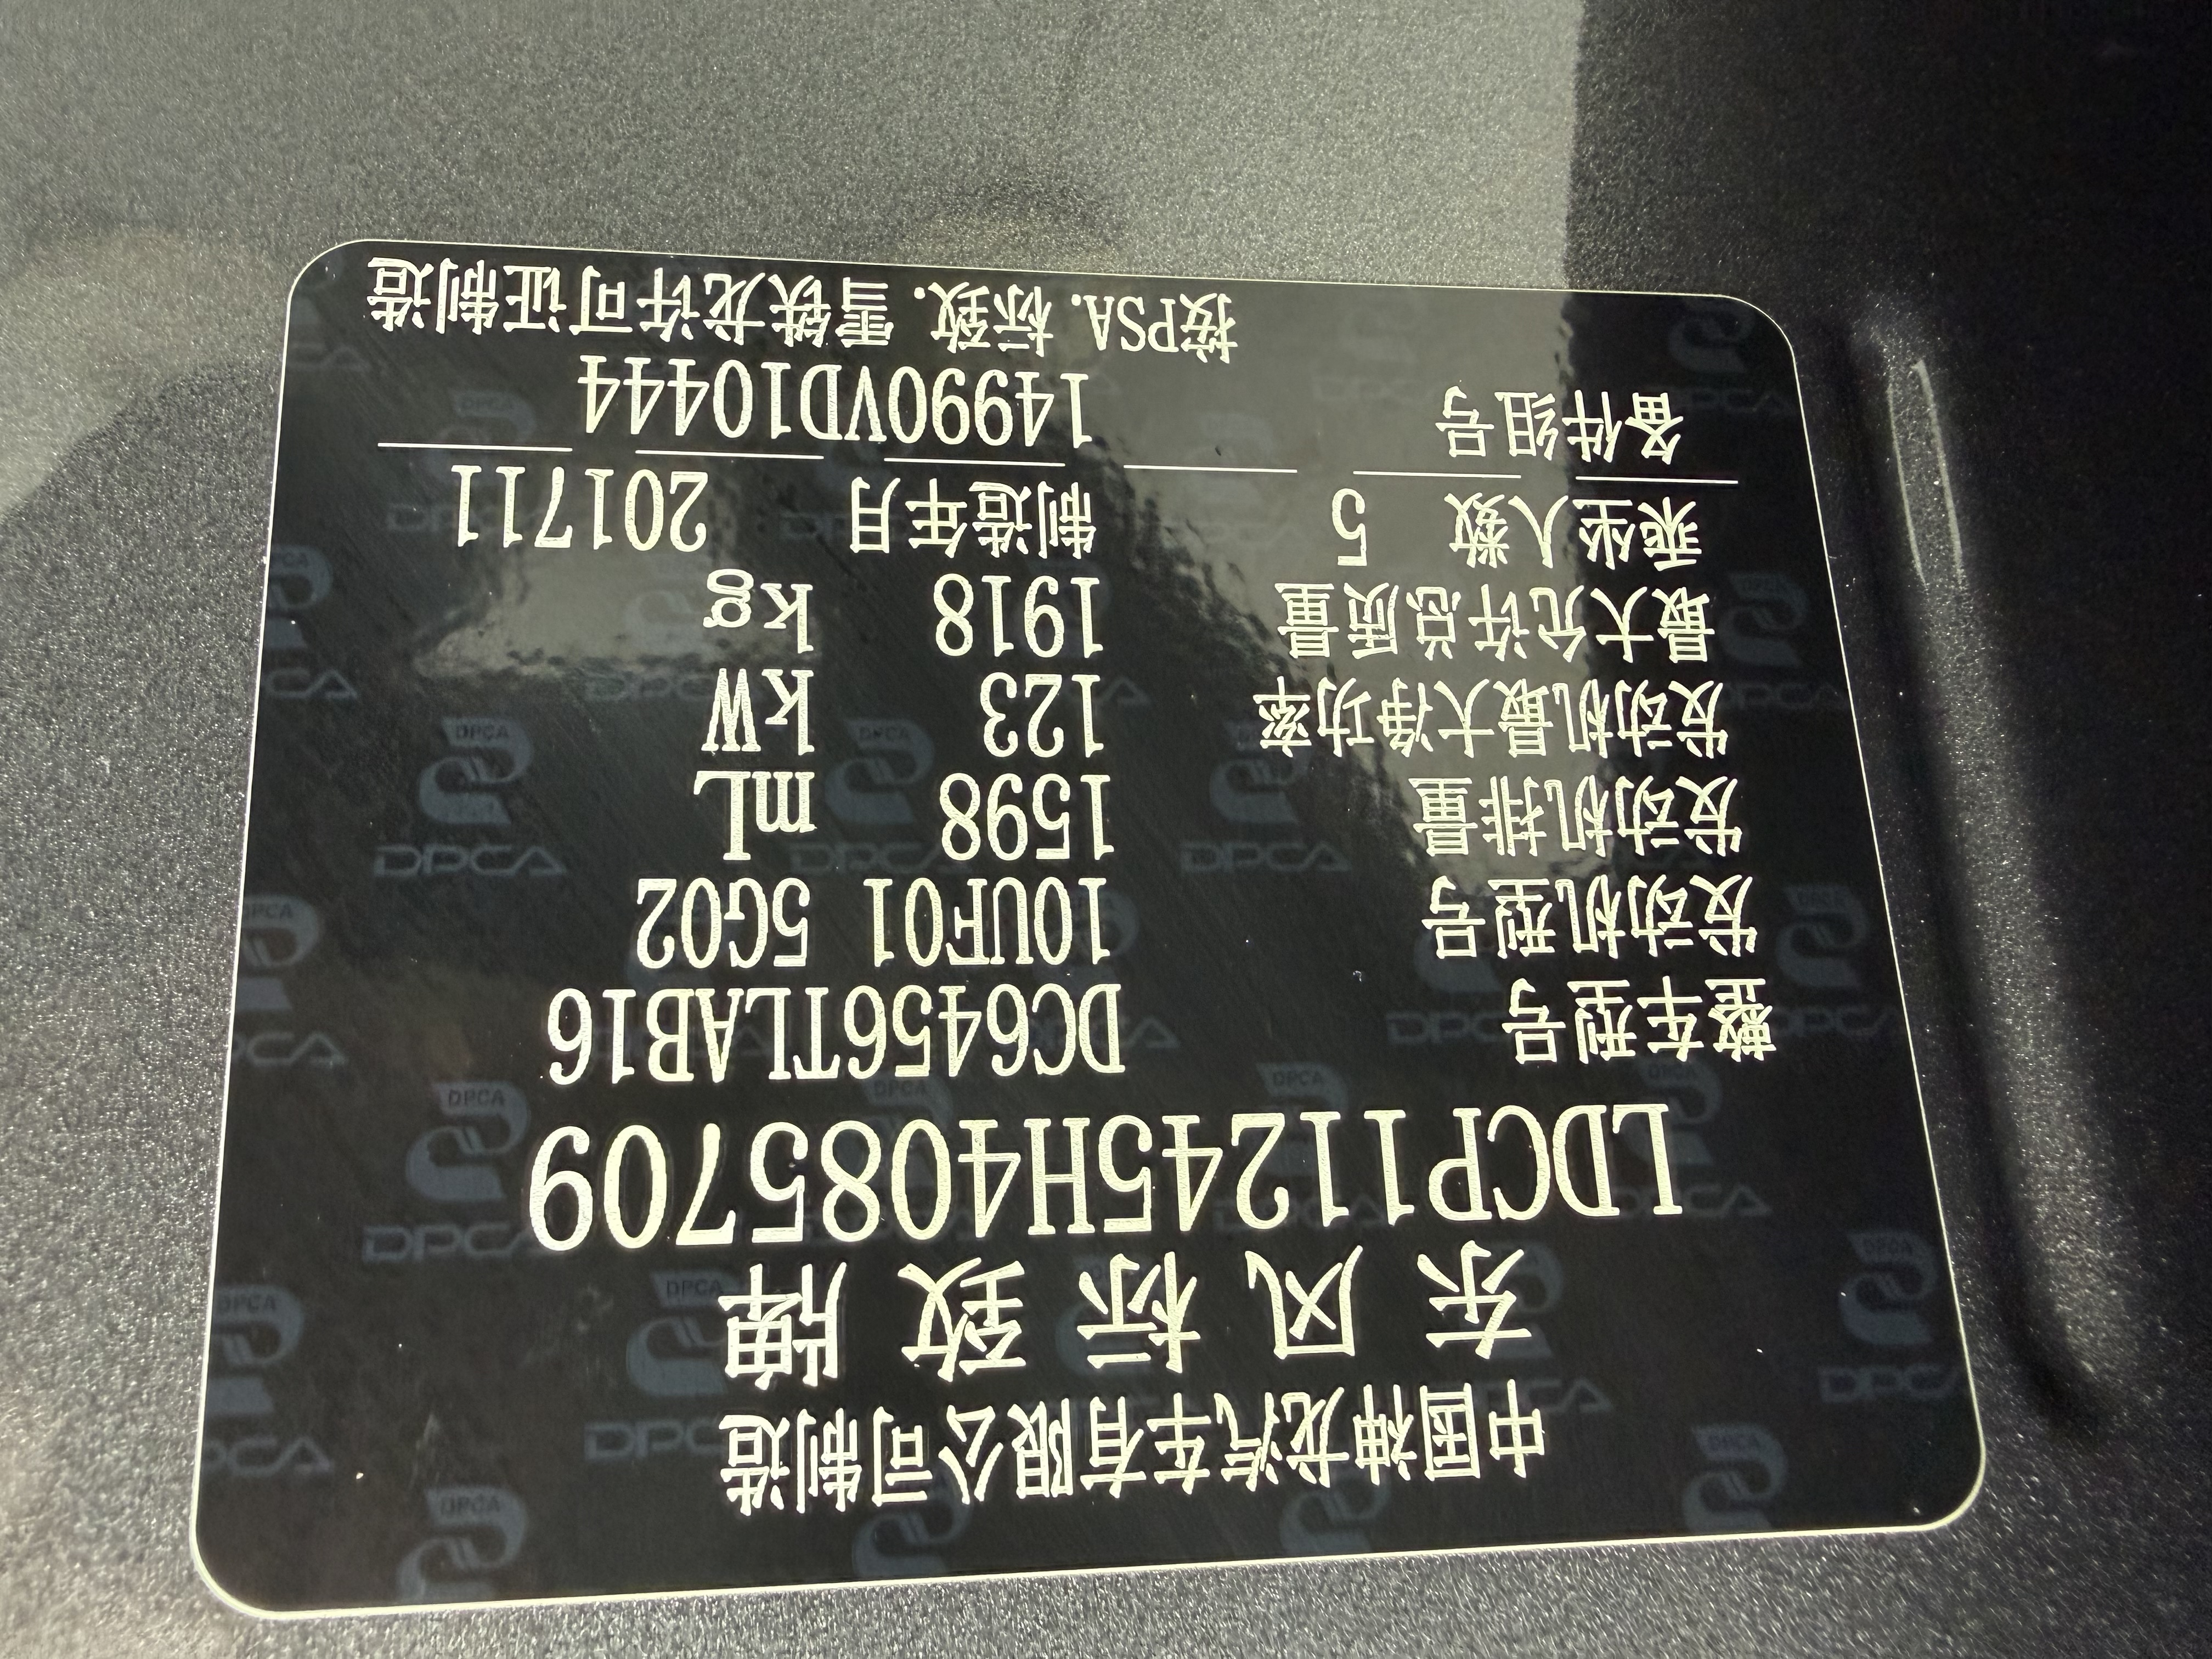 中国神龙汽车有限公司制造
东风标致牌
LDCP11245H4085709
整车型号 DC6456TLAB16
发动机型号 10UF01 5G02
发动机排量 1598 mL
发动机最大净功率 123 kW
最大允许总质量 1918 kg
乘坐人数 5 制造年月 201711
备件组号 14990VD10444
按PSA.标致.雪铁龙许可证制造
DPCA